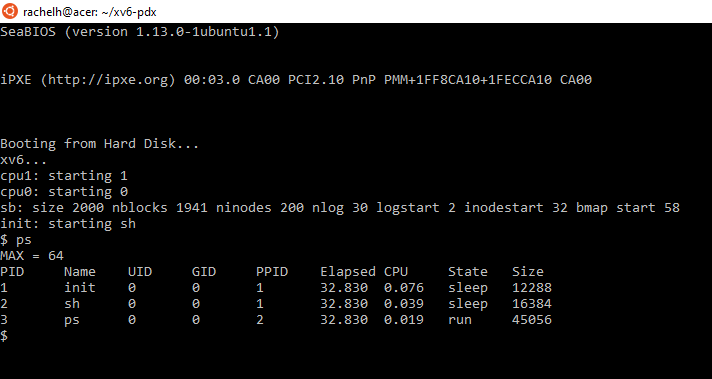 rachelh@acer: ~/xv6-pdx
SeaBIOS (version 1.13.0-1ubuntu1.1)
iPXE (http://ipxe.org) 00:03.0 CA00 PCI2.10 PnP PMM+1FF8CA10+1FECCA10 CA00
Booting from Hard Disk...
xv6...
cpu1: starting 1
cpu0: starting 0
sb: size 2000 nblocks 1941 ninodes 200 nlog 30 logstart 2 inodestart 32 bmap start 58
init: starting sh
$ ps
MAX = 64
PID     Name    UID     GID     PPID    Elapsed CPU     State   Size
1       init    0       0       1       32.830  0.076   sleep   12288
2       sh      0       0       1       32.830  0.039   sleep   16384
3       ps      0       0       2       32.830  0.019   run     45056
$